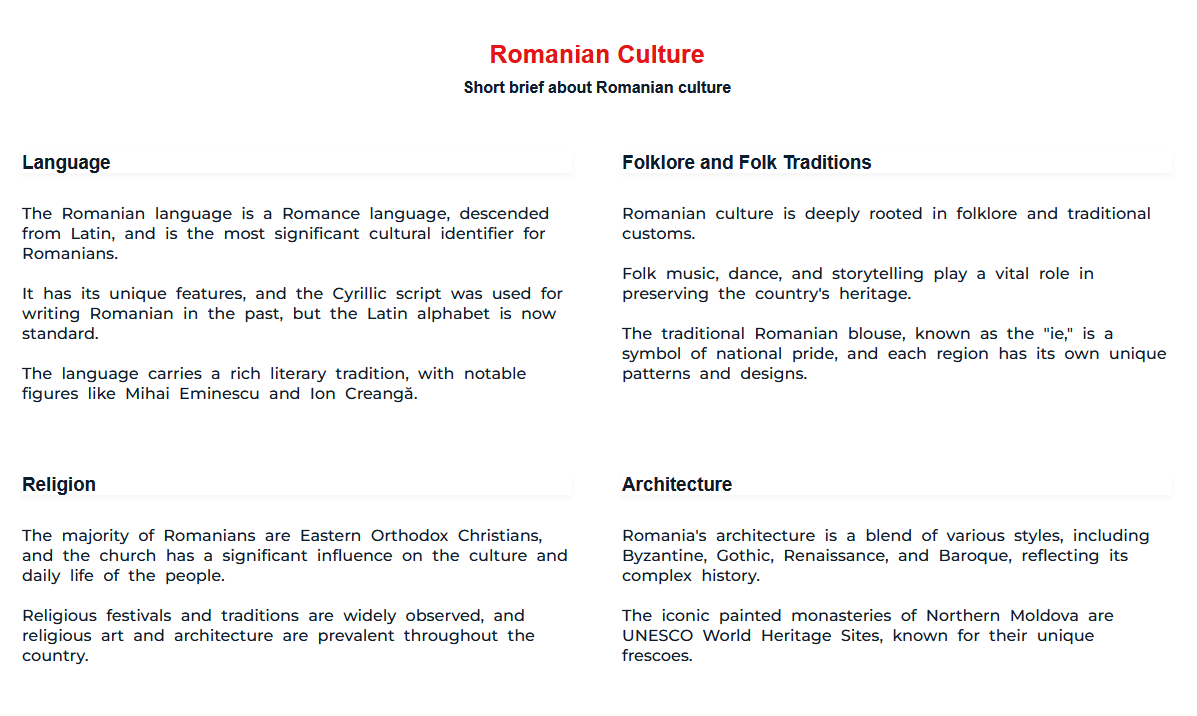 Romanian Culture
Short brief about Romanian culture
Language
The Romanian language is a Romance language, descended
from Latin, and is the most significant cultural identifier for
Romanians.
It has its unique features, and the Cyrillic script was used for
writing Romanian in the past, but the Latin alphabet is now
standard.
The language carries a rich literary tradition, with notable
figures like Mihai Eminescu and Ion Creangă.
Folklore and Folk Traditions
Romanian culture is deeply rooted in folklore and traditional
customs.
Folk music, dance, and storytelling play a vital role in
preserving the country's heritage.
The traditional Romanian blouse, known as the "ie," is a
symbol of national pride, and each region has its own unique
patterns and designs.
Religion
The majority of Romanians are Eastern Orthodox Christians,
and the church has a significant influence on the culture and
daily life of the people.
Religious festivals and traditions are widely observed, and
religious art and architecture are prevalent throughout the
country.
Architecture
Romania's architecture is a blend of various styles, including
Byzantine, Gothic, Renaissance, and Baroque, reflecting its
complex history.
The iconic painted monasteries of Northern Moldova are
UNESCO World Heritage Sites, known for their unique
frescoes.